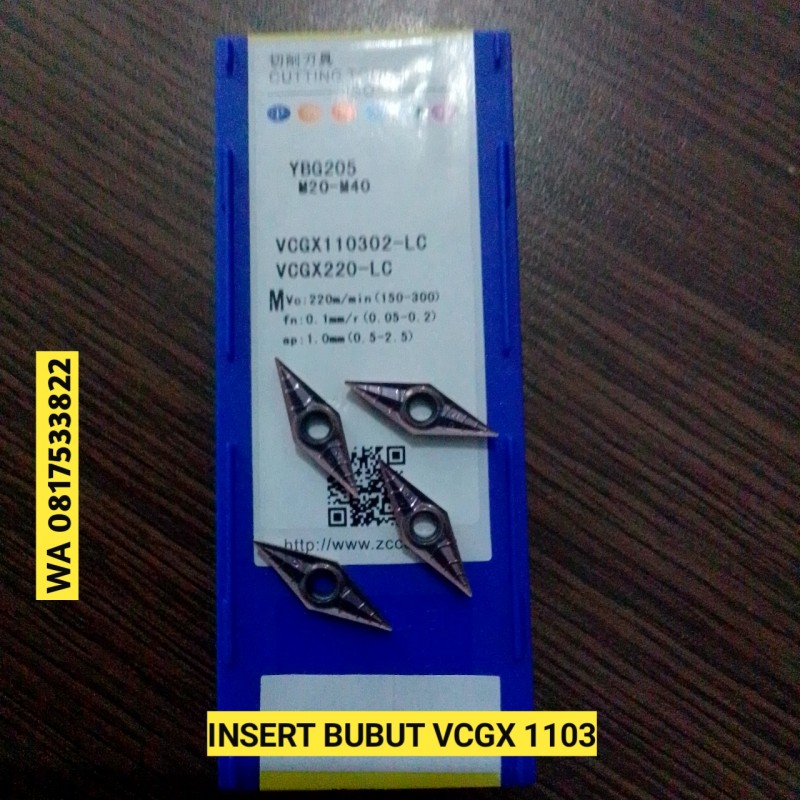 切削刀具
CUTTING
YBG205
M20-M40
VCGX110302-LC
VCGX220-LC
M Vc:220m/min(150-300)
fn:0.1mm/r(0.05-0.2)
ap:1.0mm(0.5-2.5)
http://www.zcc
WA 0817533822
INSERT BUBUT VCGX 1103